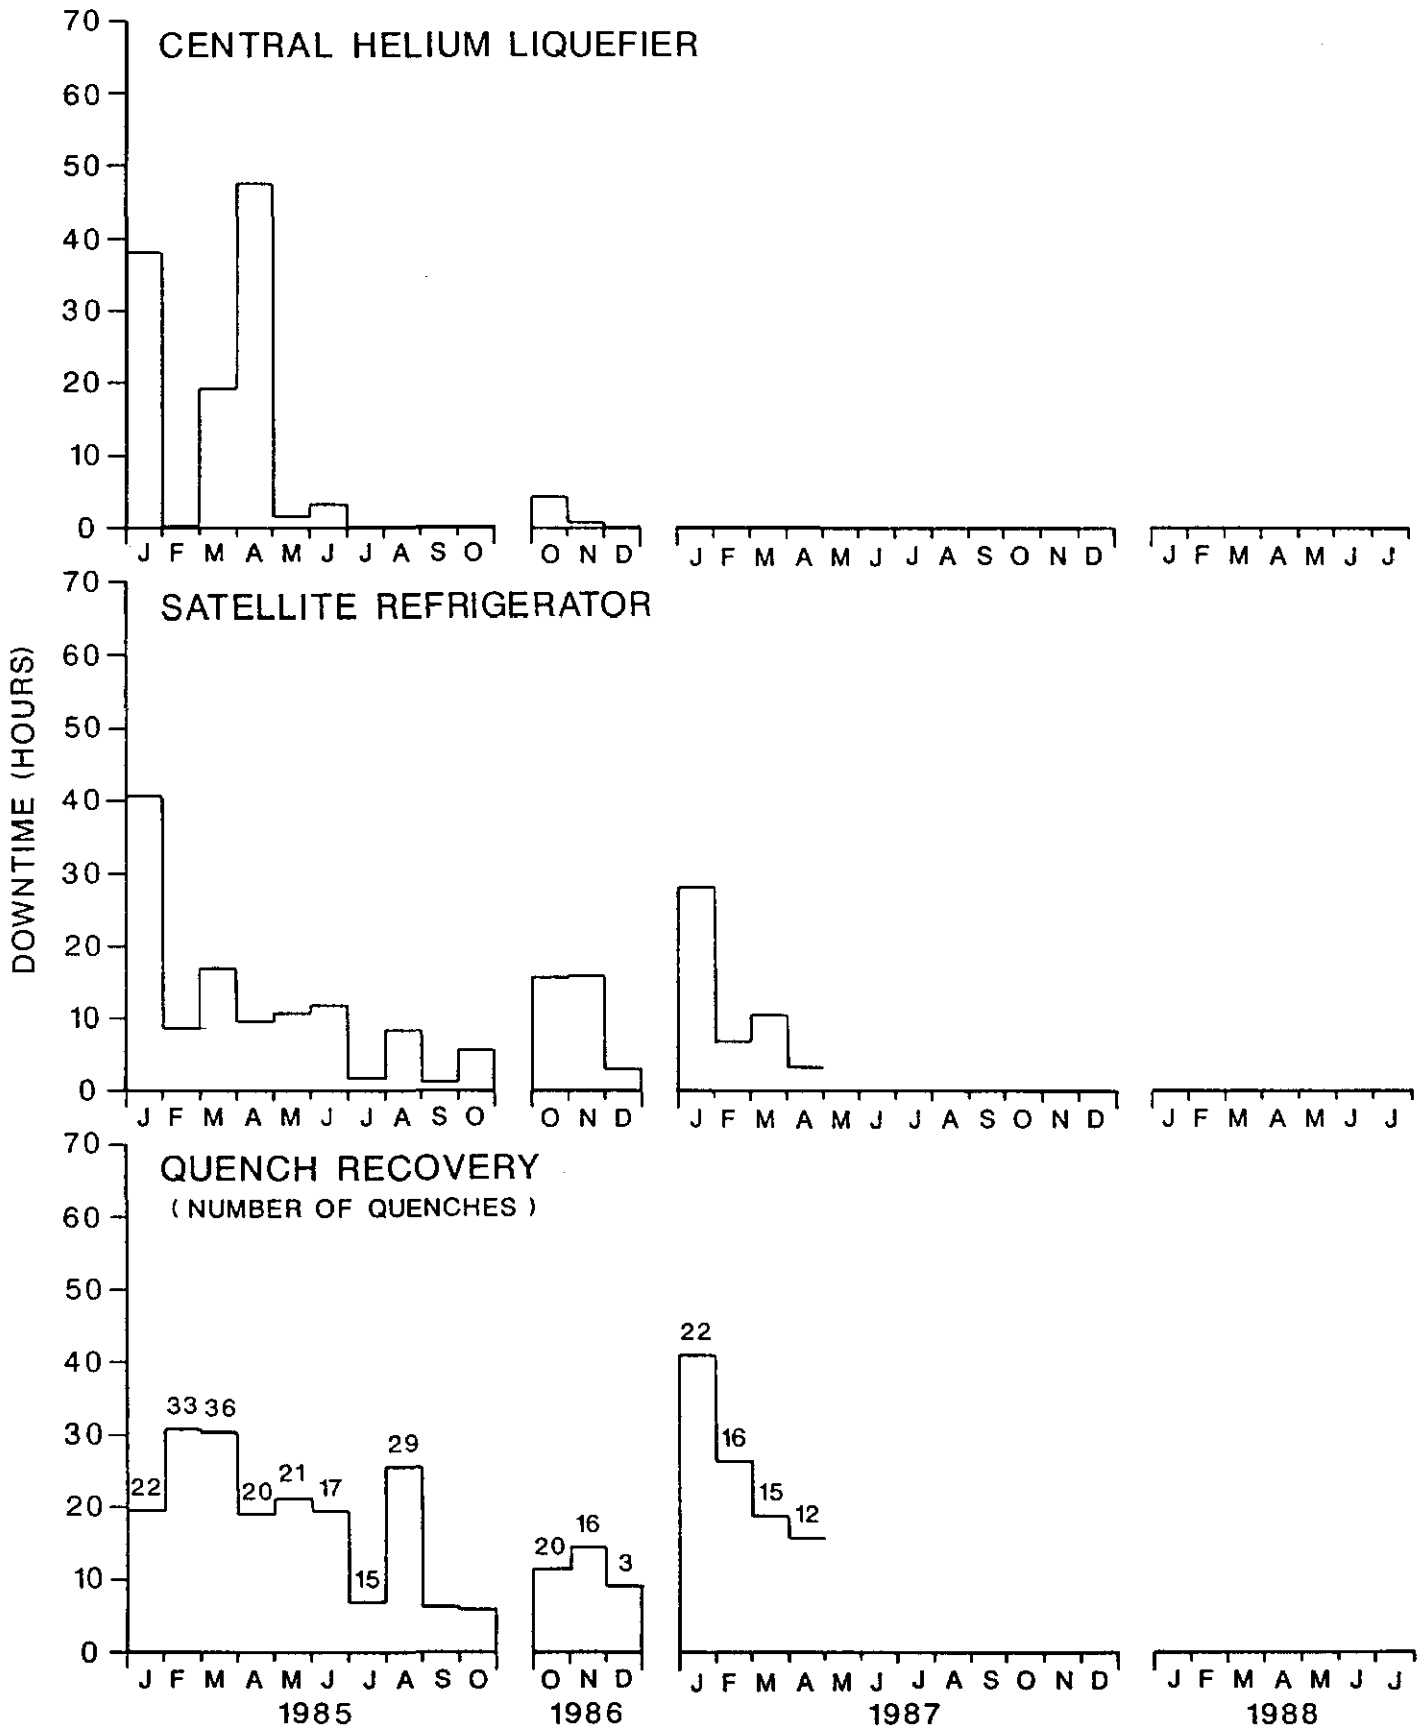 70
CENTRAL HELIUM LIQUEFIER
60
50
40
30
20
10
0
J F M A M J J A S O
O N D
J F M A M J J A S O N D
J F M A M J J
DOWNTIME (HOURS)
70
SATELLITE REFRIGERATOR
60
50
40
30
20
10
0
J F M A M J J A S O
O N D
J F M A M J J A S O N D
J F M A M J J
70
QUENCH RECOVERY
(NUMBER OF QUENCHES)
60
50
40
30
20
10
0
22 33 36 20 21 17 15 29
20 16 3
22 16 15 12
J F M A M J J A S O
O N D
J F M A M J J A S O N D
J F M A M J J
1985 1986 1987 1988